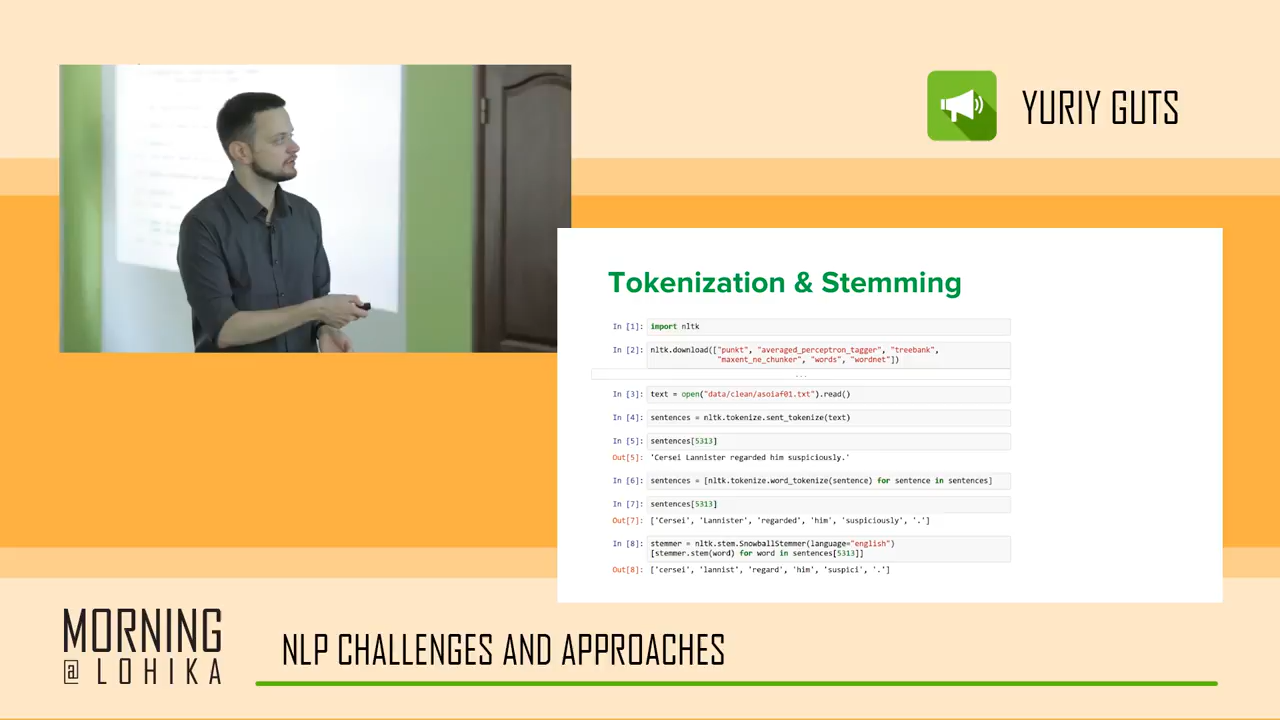 YURIY GUTS
Tokenization & Stemming
In [1]: import nltk
In [2]: nltk.download(["punkt", "averaged_perceptron_tagger", "treebank",
"maxent_ne_chunker", "words", "wordnet"])
...
In [3]: text = open("data/clean/asoiaf01.txt").read()
In [4]: sentences = nltk.tokenize.sent_tokenize(text)
In [5]: sentences[5313]
Out[5]: 'Cersei Lannister regarded him suspiciously.'
In [6]: sentences = [nltk.tokenize.word_tokenize(sentence) for sentence in sentences]
In [7]: sentences[5313]
Out[7]: ['Cersei', 'Lannister', 'regarded', 'him', 'suspiciously', '.']
In [8]: stemmer = nltk.stem.SnowballStemmer(language="english")
[stemmer.stem(word) for word in sentences[5313]]
Out[8]: ['cersei', 'lannist', 'regard', 'him', 'suspici', '.']
MORNING
@ LOHIKA
NLP CHALLENGES AND APPROACHES